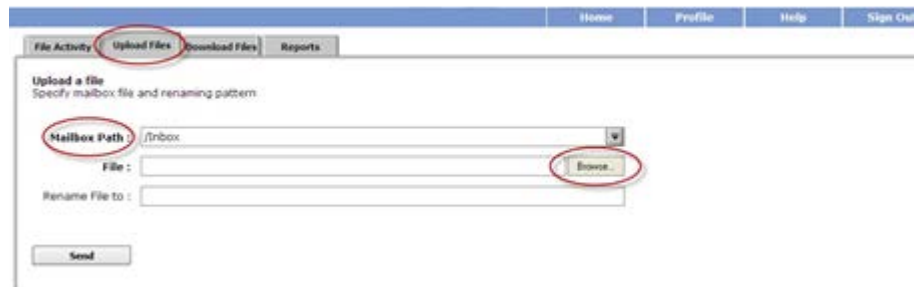 Home Profile Help Sign Ou
File Activity Upload Files Download Files Reports
Upload a file
Specify mailbox file and renaming pattern
Mailbox Path : /Inbox
File : Browse...
Rename File to :
Send